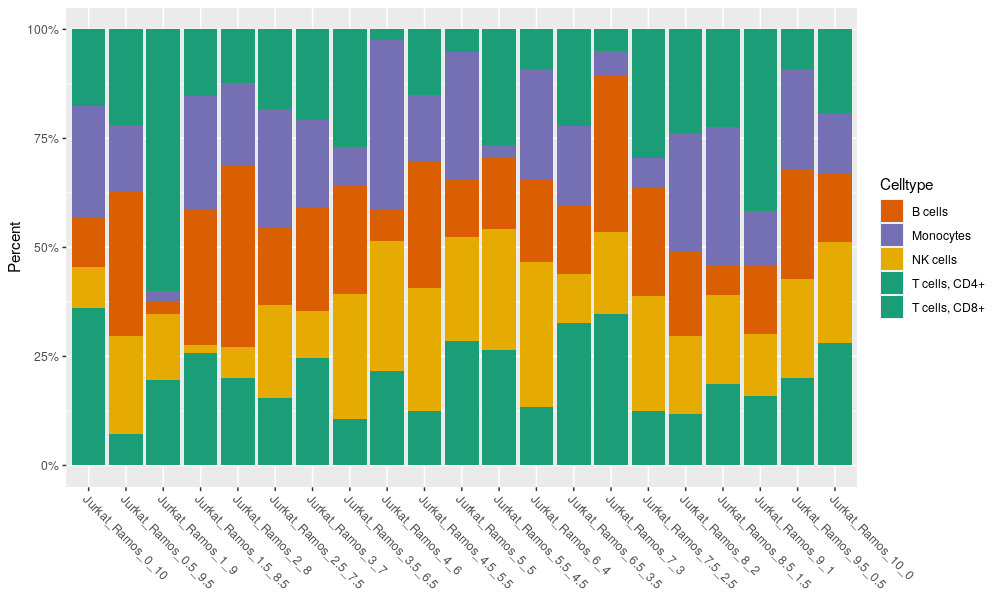 100%
75%
50%
25%
0%
Percent
Celltype
B cells
Monocytes
NK cells
T cells, CD4+
T cells, CD8+
Jurkat_Ramos_0_10
Jurkat_Ramos_0.5_9.5
Jurkat_Ramos_1_9
Jurkat_Ramos_1.5_8.5
Jurkat_Ramos_2_8
Jurkat_Ramos_2.5_7.5
Jurkat_Ramos_3_7
Jurkat_Ramos_3.5_6.5
Jurkat_Ramos_4_6
Jurkat_Ramos_4.5_5.5
Jurkat_Ramos_5_5
Jurkat_Ramos_5.5_4.5
Jurkat_Ramos_6_4
Jurkat_Ramos_6.5_3.5
Jurkat_Ramos_7_3
Jurkat_Ramos_7.5_2.5
Jurkat_Ramos_8_2
Jurkat_Ramos_8.5_1.5
Jurkat_Ramos_9_1
Jurkat_Ramos_9.5_0.5
Jurkat_Ramos_10_0